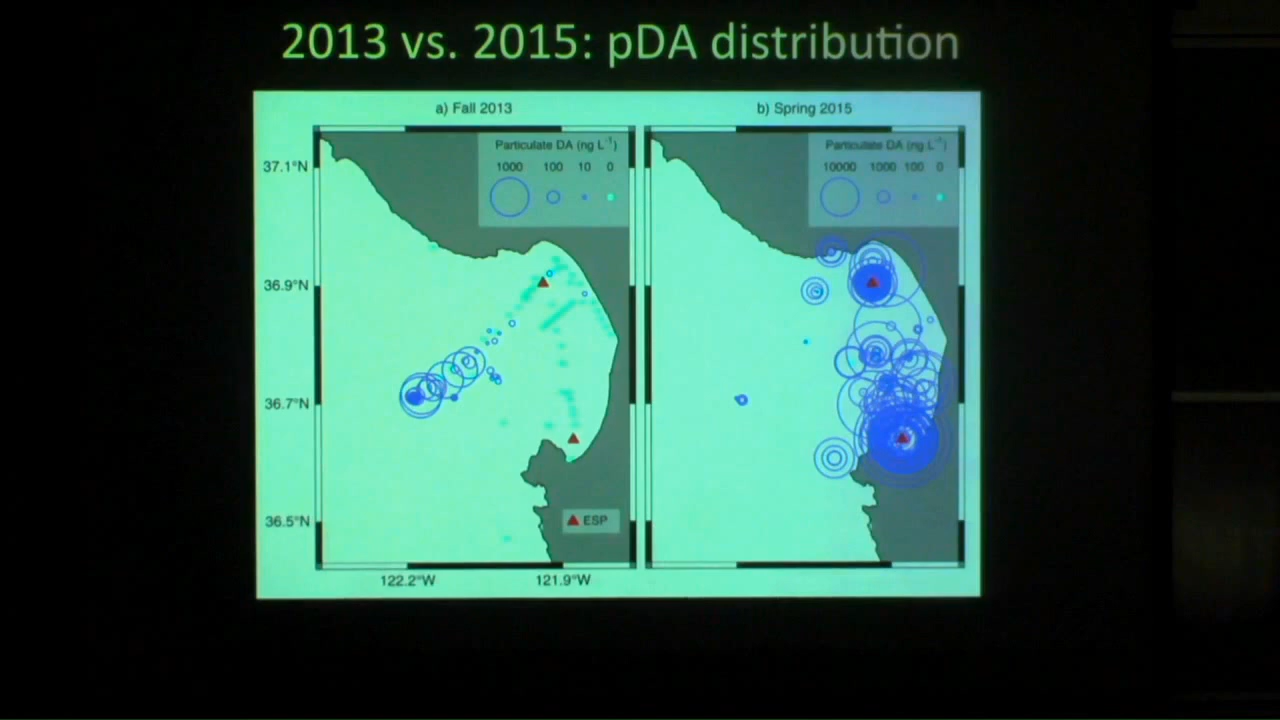 2013 vs. 2015: pDA distribution
a) Fall 2013
b) Spring 2015
Particulate DA (ng L⁻¹)
1000 100 10 0
Particulate DA (ng L⁻¹)
10000 1000 100 0
37.1°N
36.9°N
36.7°N
36.5°N
ESP
122.2°W 121.9°W